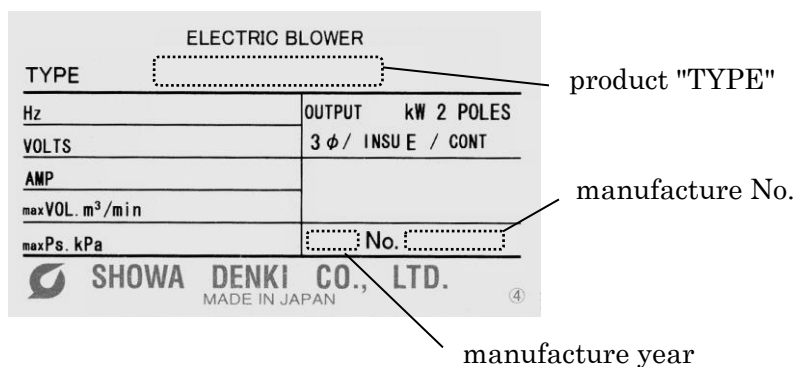 ELECTRIC BLOWER
TYPE
product "TYPE"
Hz
OUTPUT kW 2 POLES
VOLTS
3 φ / INSU E / CONT
AMP
maxVOL. m³/min
manufacture No.
maxPs. kPa
No.
SHOWA DENKI CO., LTD.
MADE IN JAPAN
④
manufacture year